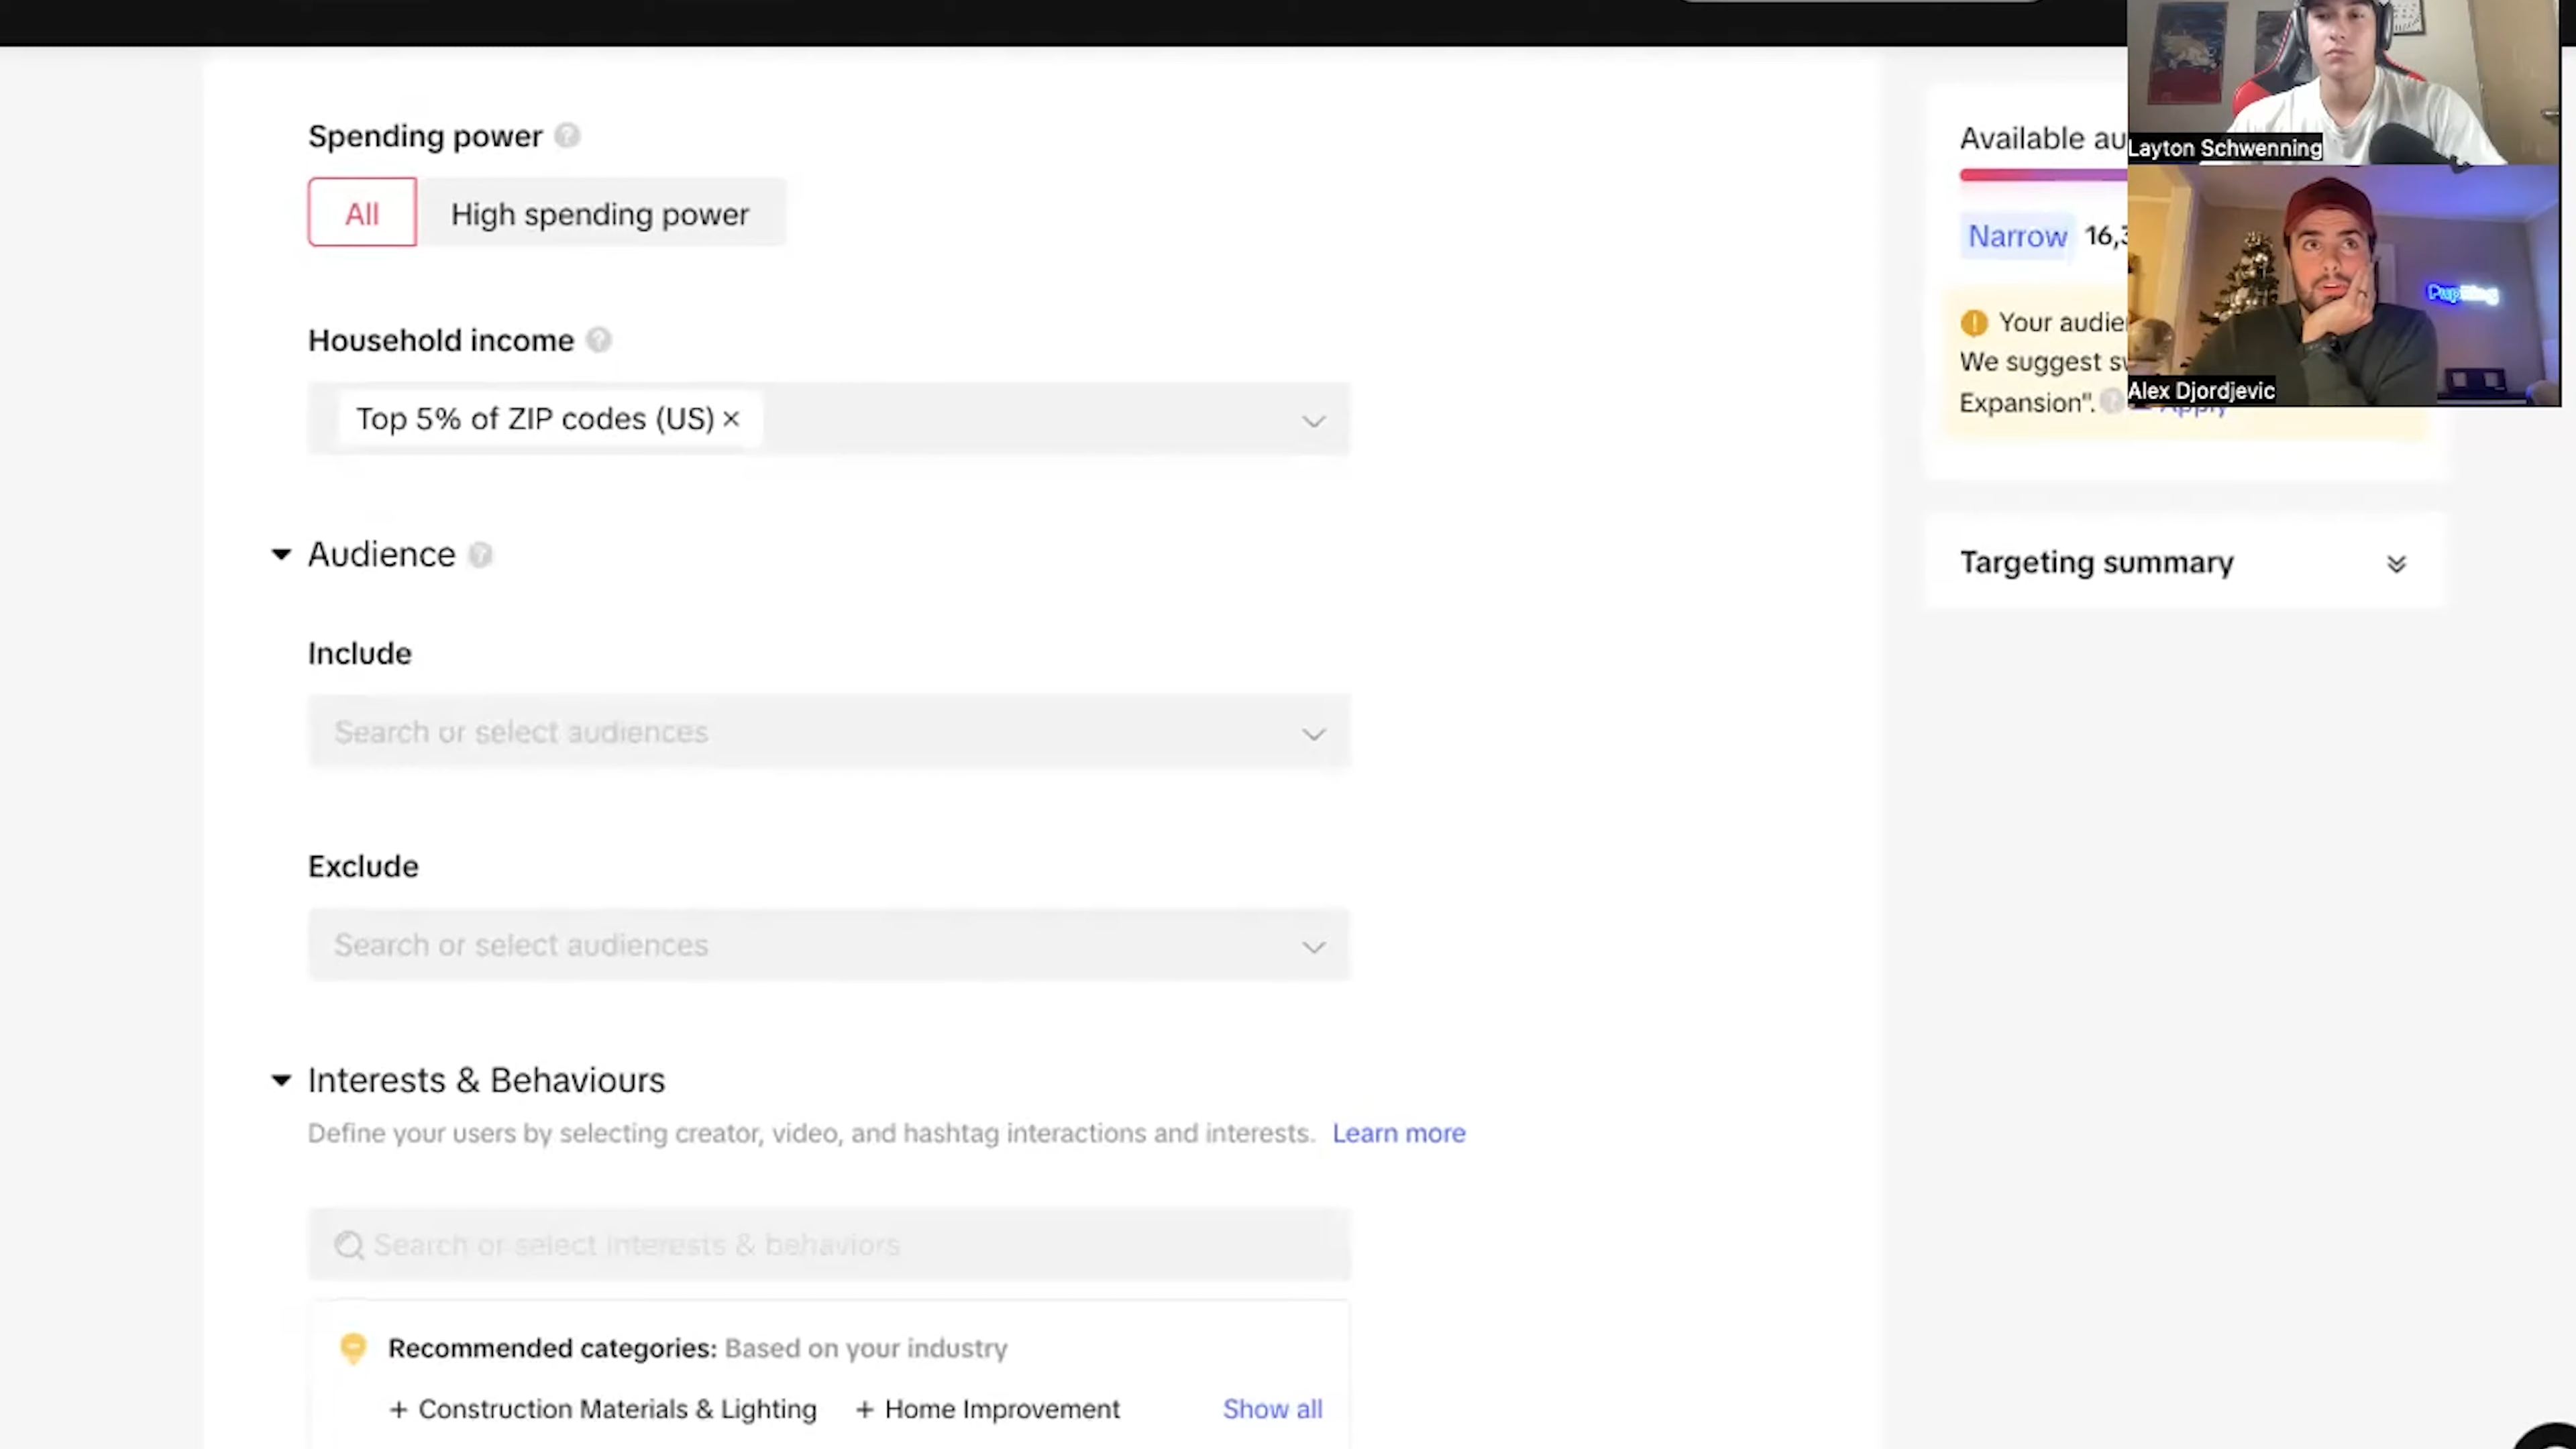 Spending power
All
High spending power
Household income
Top 5% of ZIP codes (US) ×
Audience
Include
Search or select audiences
Exclude
Search or select audiences
Interests & Behaviours
Define your users by selecting creator, video, and hashtag interactions and interests. Learn more
Search or select interests & behaviors
Recommended categories: Based on your industry
+ Construction Materials & Lighting + Home Improvement Show all
Available au
Narrow 16,3
Your audie
We suggest s
Expansion". Apply
Targeting summary
Layton Schwenning
Alex Djordjevic